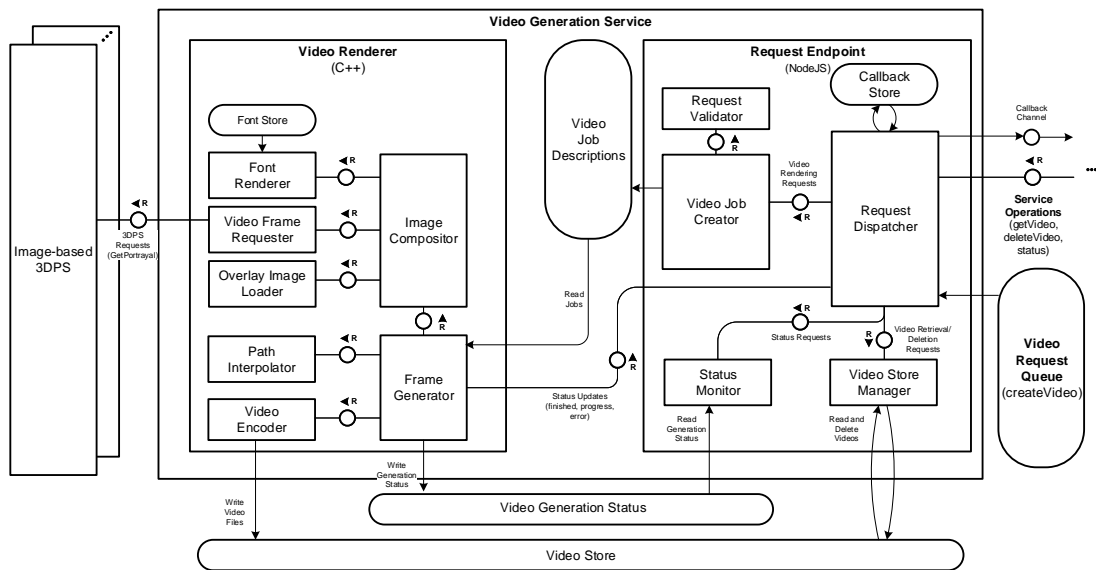 Video Generation Service
Image-based
3DPS
R
3DPS
Requests
(GetPortrayal)
Video Renderer
(C++)
Font Store
Font
Renderer
R
Video Frame
Requester
R
Overlay Image
Loader
R
Image
Compositor
R
Path
Interpolator
R
Video
Encoder
R
Frame
Generator
Video
Job
Descriptions
Read
Jobs
R
Status Updates
(finished, progress,
error)
Request Endpoint
(NodeJS)
Request
Validator
R
Video Job
Creator
Video
Rendering
Requests
R
Callback
Store
Request
Dispatcher
R
Status Requests
R
Video Retrieval/
Deletion
Requests
Status
Monitor
Video Store
Manager
Read
Generation
Status
Read and
Delete
Videos
Callback
Channel
R
...
Service
Operations
(getVideo,
deleteVideo,
status)
Video
Request
Queue
(createVideo)
Write
Generation
Status
Write
Video
Files
Video Generation Status
Video Store